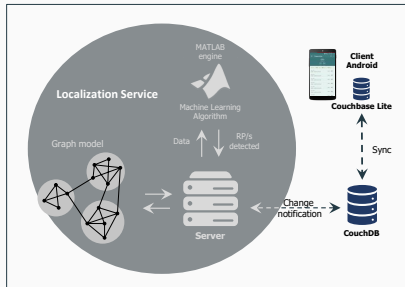 MATLAB
engine
Client
Android
Couchbase Lite
Localization Service
Machine Learning
Algorithm
Graph model
Data
RP/s
detected
Sync
Change
notification
Server
CouchDB